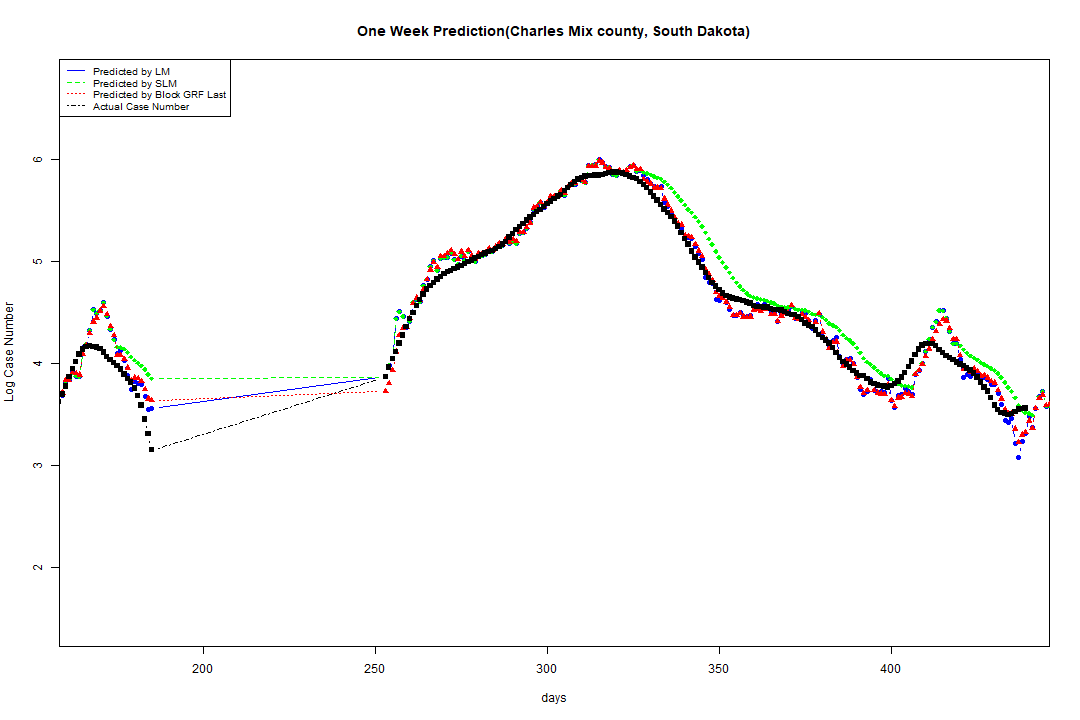 One Week Prediction(Charles Mix county, South Dakota)
Predicted by LM
Predicted by SLM
Predicted by Block GRF Last
Actual Case Number
Log Case Number
6
5
4
3
2
200
250
300
350
400
days